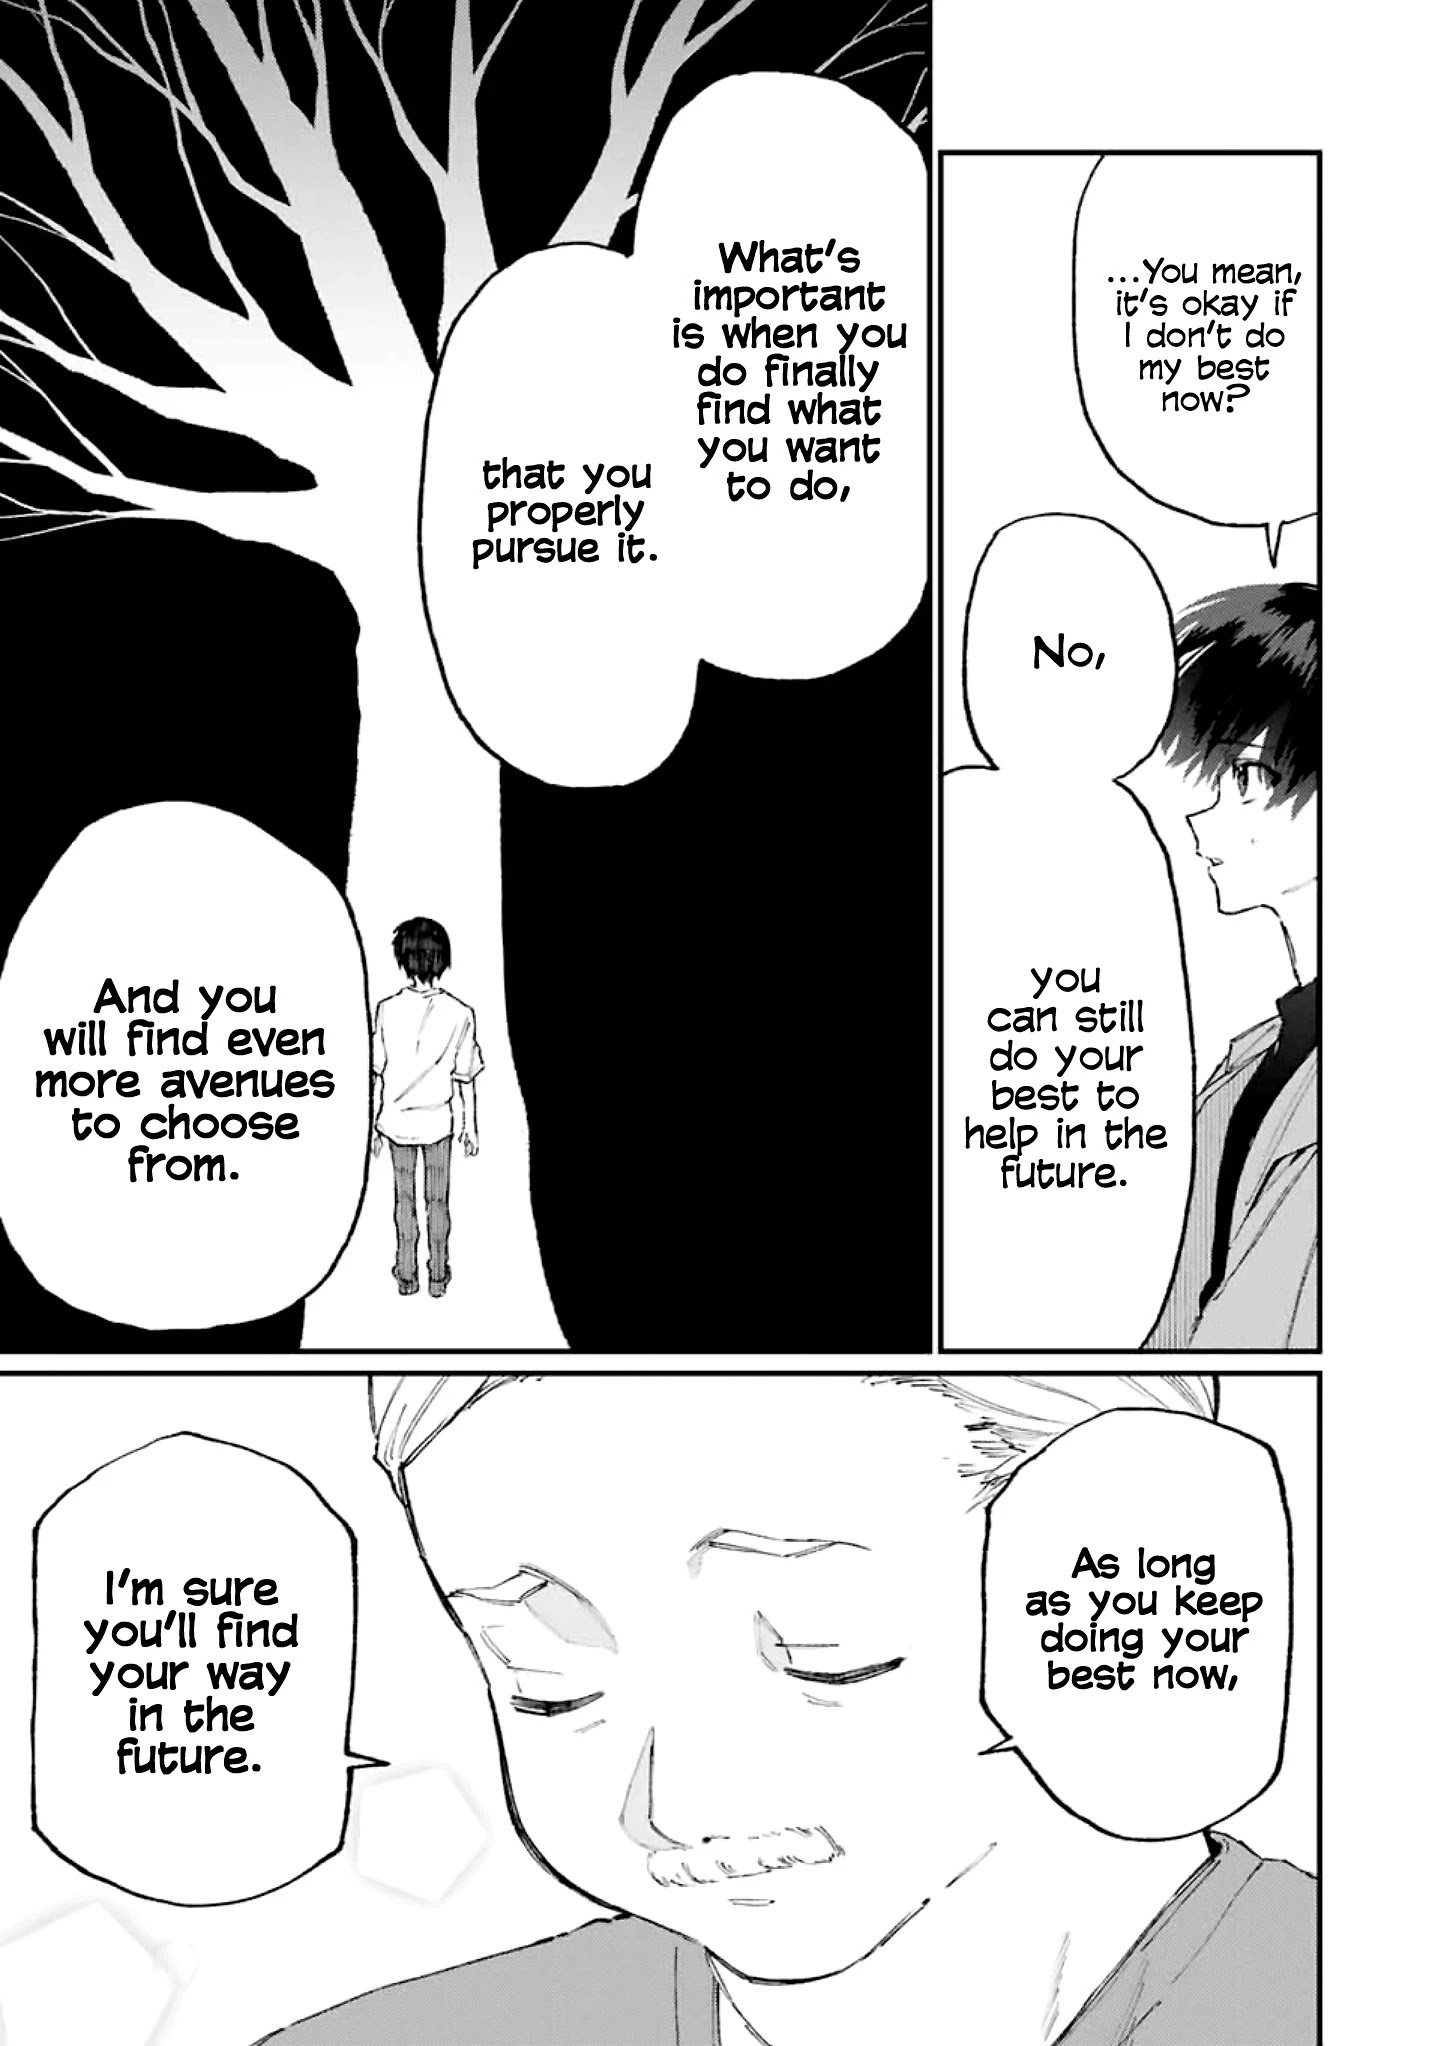 ...You mean,
it's okay if
I don't do
my best
now?
No,
you
can still
do your
best to
help in the
future.
What's
important
is when you
do finally
find what
you want
to do,
that you
properly
pursue it.
And you
will find even
more avenues
to choose
from.
As long
as you keep
doing your
best now,
I'm sure
you'll find
your way
in the
future.